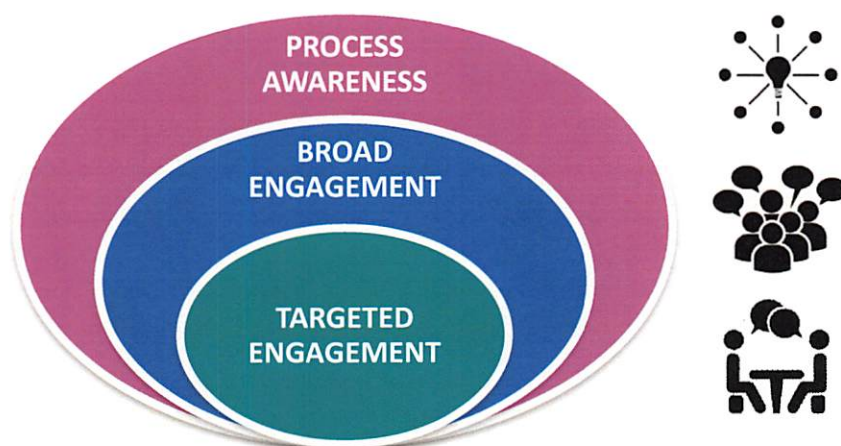 PROCESS
AWARENESS
BROAD
ENGAGEMENT
TARGETED
ENGAGEMENT